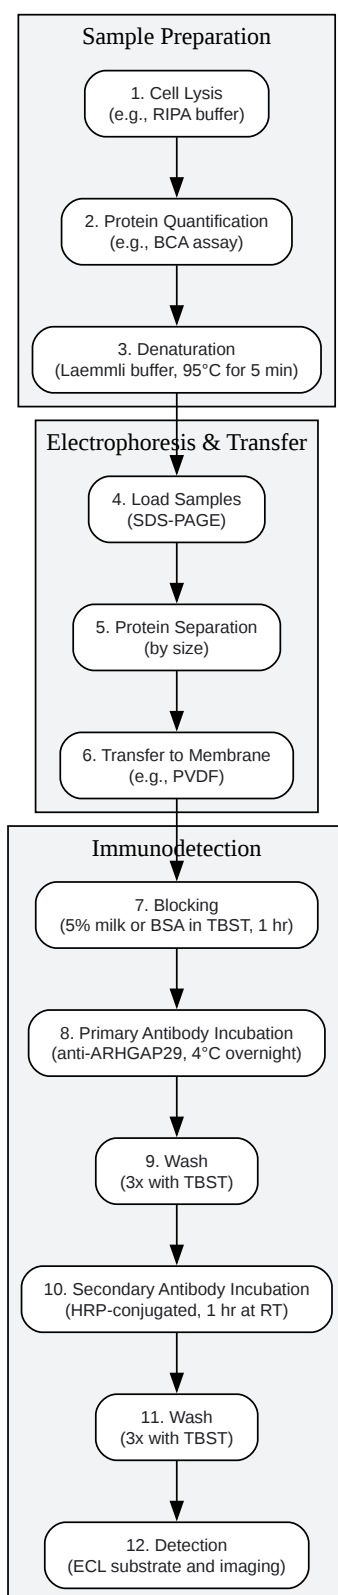 Sample Preparation
1. Cell Lysis
(e.g., RIPA buffer)
2. Protein Quantification
(e.g., BCA assay)
3. Denaturation
(Laemmli buffer, 95°C for 5 min)
Electrophoresis & Transfer
4. Load Samples
(SDS-PAGE)
5. Protein Separation
(by size)
6. Transfer to Membrane
(e.g., PVDF)
Immunodetection
7. Blocking
(5% milk or BSA in TBST, 1 hr)
8. Primary Antibody Incubation
(anti-ARHGAP29, 4°C overnight)
9. Wash
(3x with TBST)
10. Secondary Antibody Incubation
(HRP-conjugated, 1 hr at RT)
11. Wash
(3x with TBST)
12. Detection
(ECL substrate and imaging)